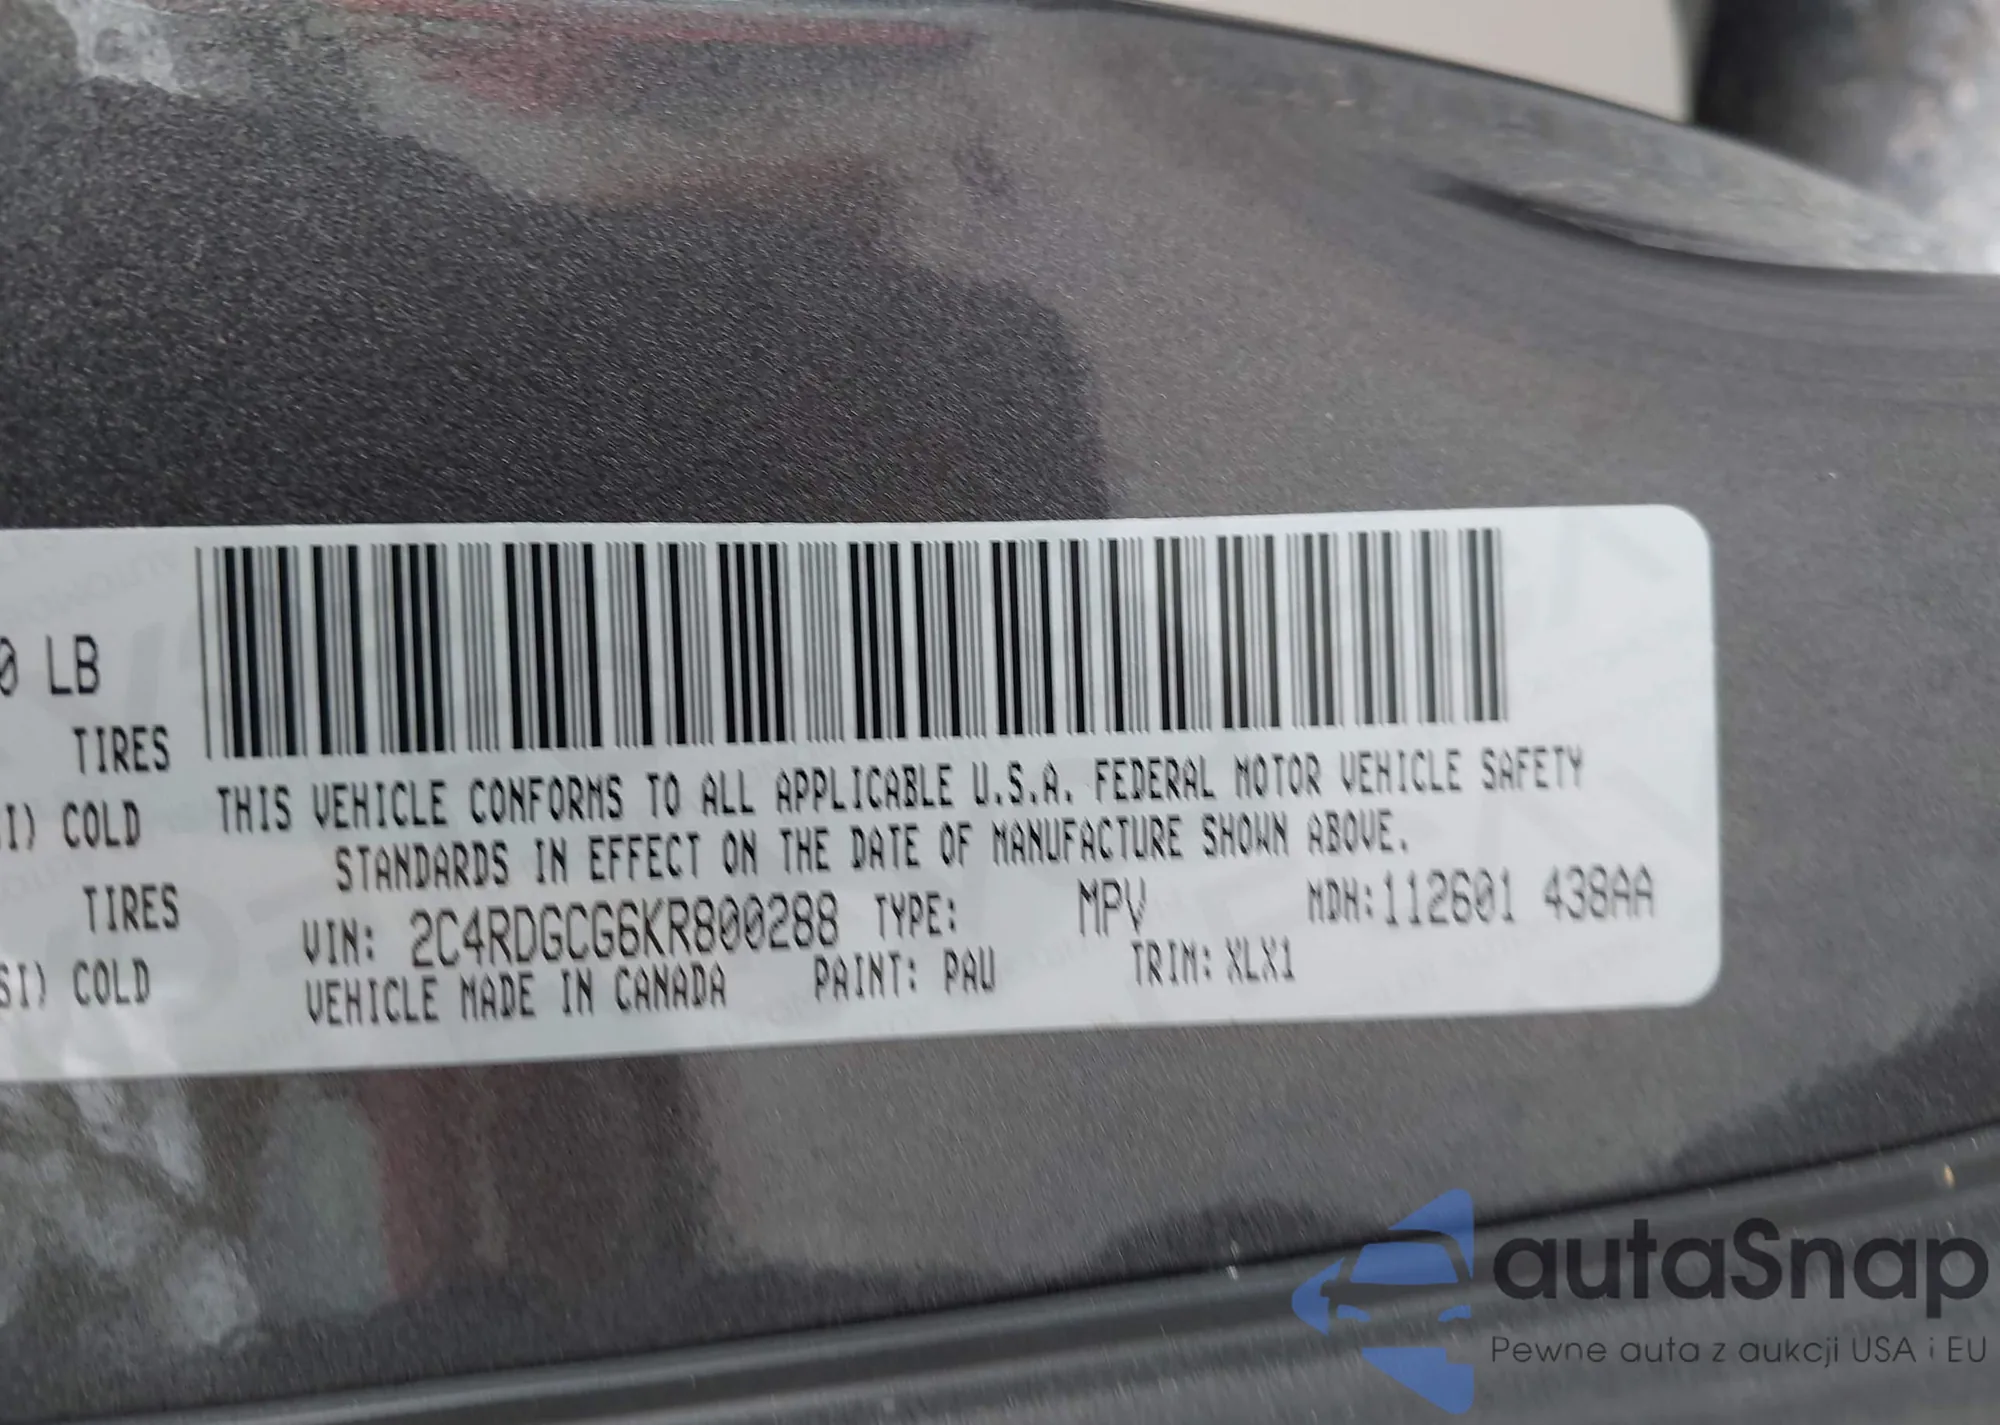 0 LB
TIRES
SI) COLD
TIRES
SI) COLD
THIS VEHICLE CONFORMS TO ALL APPLICABLE U.S.A. FEDERAL MOTOR VEHICLE SAFETY
STANDARDS IN EFFECT ON THE DATE OF MANUFACTURE SHOWN ABOVE.
VIN: 2C4RDGCG6KR800288 TYPE: MPV MDH:112601 438AA
VEHICLE MADE IN CANADA PAINT: PAU TRIM: XLX1
autaSnap
Pewne auta z aukcji USA i EU